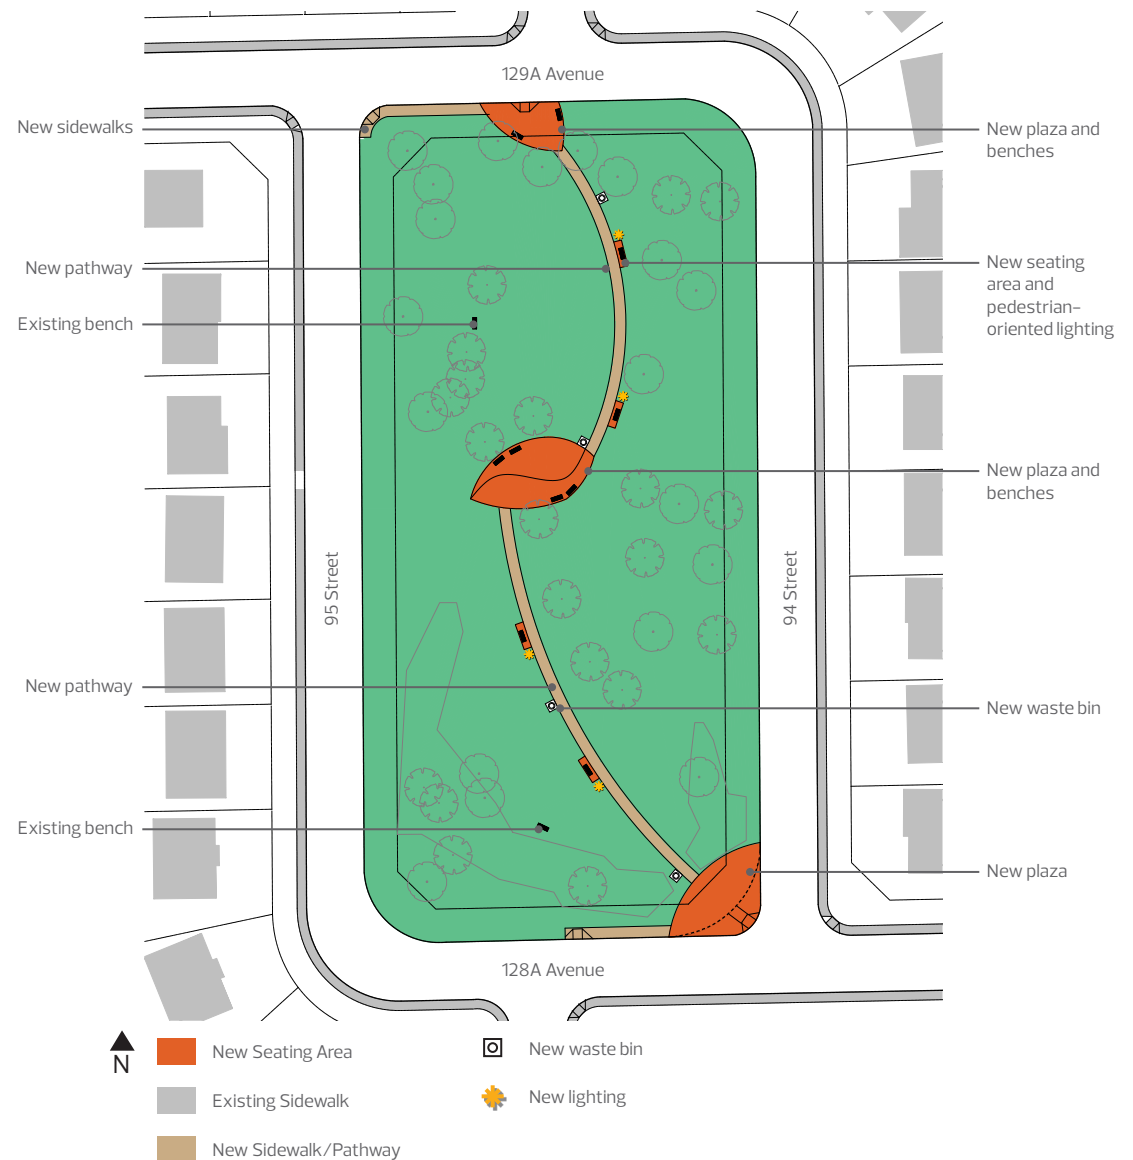 129A Avenue
New sidewalks
New plaza and
benches
New pathway
New seating
area and
pedestrian-
oriented lighting
Existing bench
New plaza and
benches
95 Street
94 Street
New pathway
New waste bin
Existing bench
New plaza
128A Avenue
N
New Seating Area
New waste bin
Existing Sidewalk
New lighting
New Sidewalk/Pathway